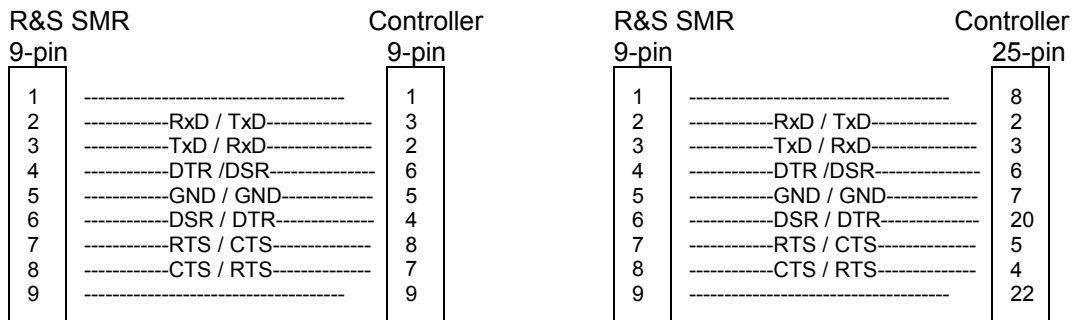 R&S SMR Controller
9-pin 9-pin
1 ------------------------------------- 1
2 ------------RxD / TxD--------------- 3
3 ------------TxD / RxD--------------- 2
4 ------------DTR /DSR--------------- 6
5 ------------GND / GND------------- 5
6 ------------DSR / DTR-------------- 4
7 ------------RTS / CTS-------------- 8
8 ------------CTS / RTS-------------- 7
9 ------------------------------------- 9
R&S SMR Controller
9-pin 25-pin
1 ------------------------------------- 8
2 ------------RxD / TxD--------------- 2
3 ------------TxD / RxD--------------- 3
4 ------------DTR /DSR--------------- 6
5 ------------GND / GND------------- 7
6 ------------DSR / DTR-------------- 20
7 ------------RTS / CTS-------------- 5
8 ------------CTS / RTS-------------- 4
9 ------------------------------------- 22